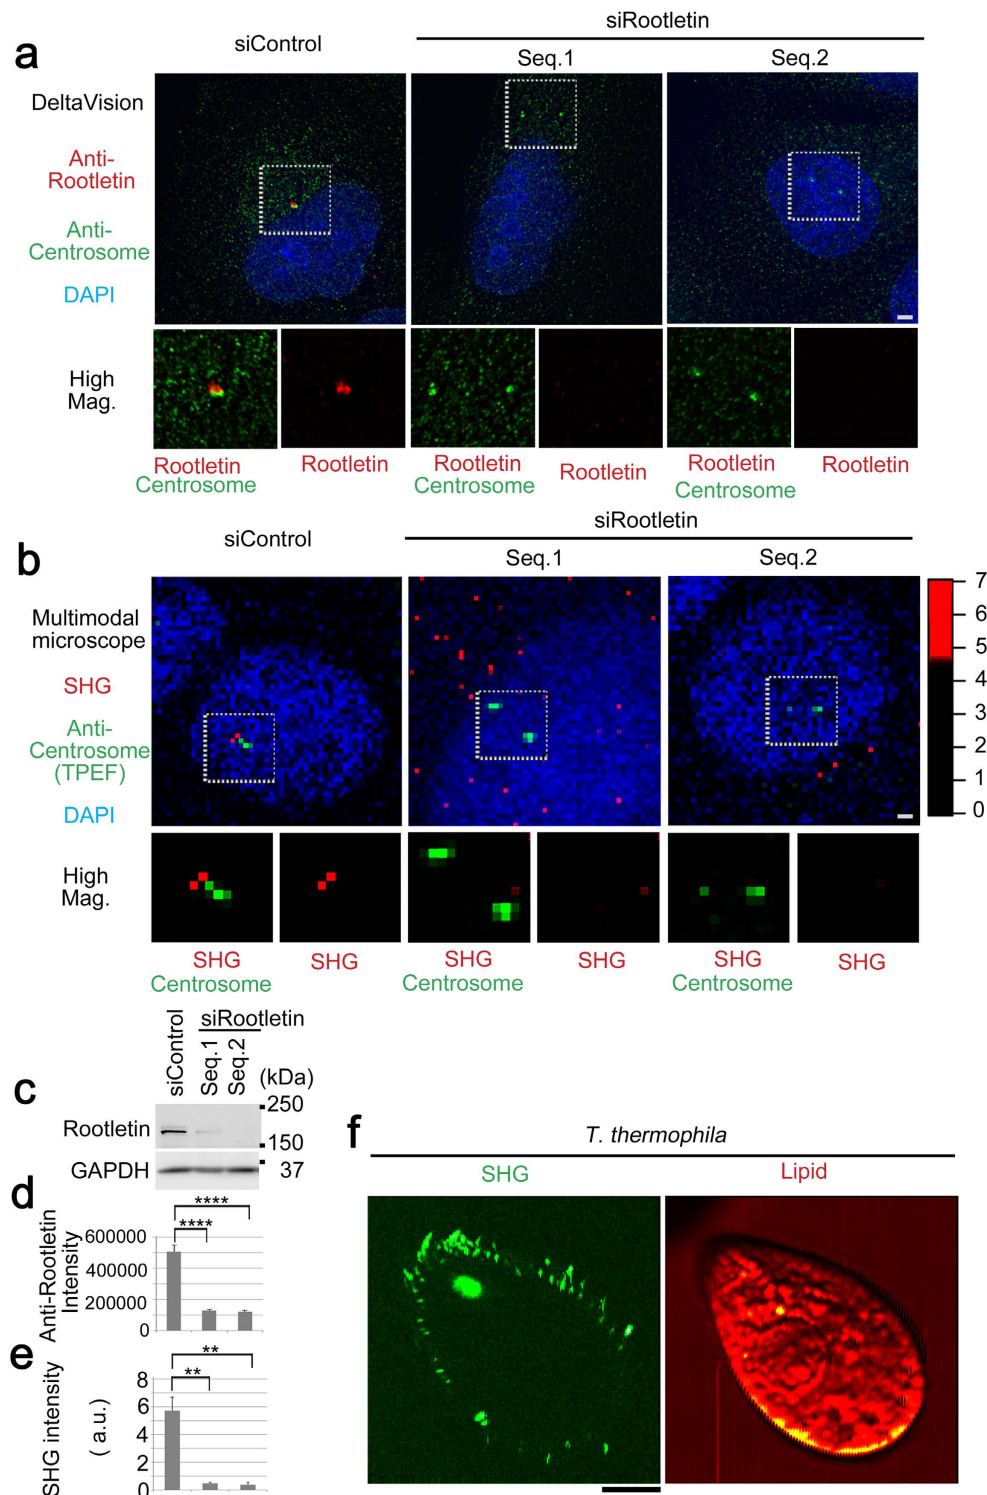 a
siControl
siRootletin
Seq.1
Seq.2
DeltaVision
Anti-
Rootletin
Anti-
Centrosome
DAPI
High
Mag.
Rootletin
Centrosome
Rootletin
Rootletin
Centrosome
Rootletin
Rootletin
Centrosome
Rootletin
b
siControl
siRootletin
Seq.1
Seq.2
Multimodal
microscope
SHG
Anti-
Centrosome
(TPEF)
DAPI
7
6
5
4
3
2
1
0
High
Mag.
SHG
Centrosome
SHG
SHG
Centrosome
SHG
SHG
Centrosome
SHG
c
siControl
siRootletin
Seq.1
Seq.2
(kDa)
Rootletin
250
150
GAPDH
37
d
Anti-Rootletin
Intensity
600000
400000
200000
0
****
****
e
SHG intensity
( a.u.)
8
6
4
2
0
**
**
f
T. thermophila
SHG
Lipid